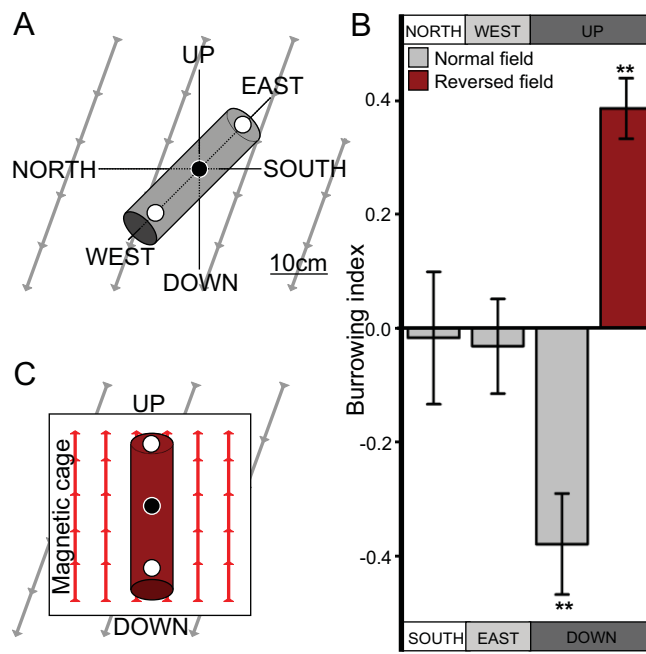 A
UP
EAST
NORTH
SOUTH
WEST
DOWN
10cm
B
NORTH WEST UP
Normal field
Reversed field
**
0.4
0.2
0.0
-0.2
-0.4
Burrowing index
**
SOUTH EAST DOWN
C
UP
Magnetic cage
DOWN